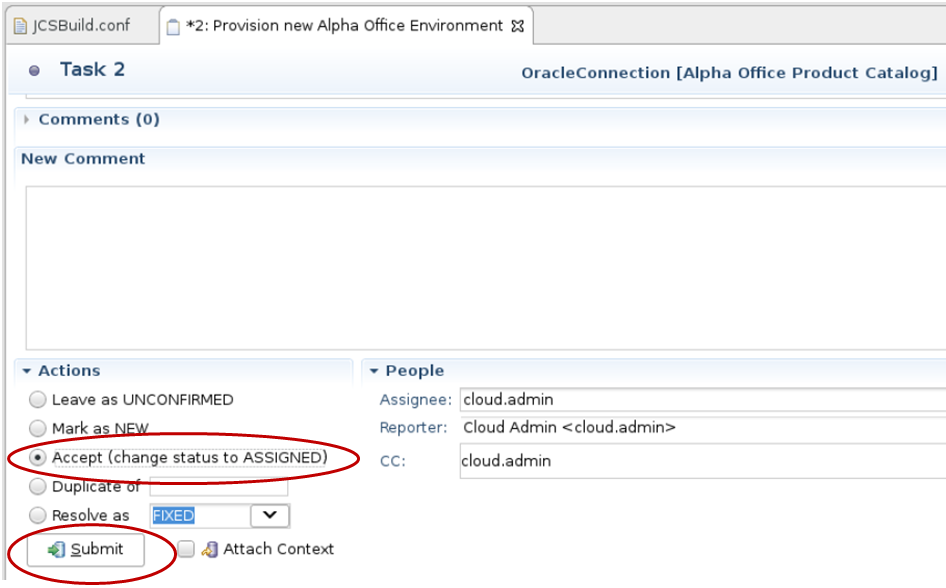 JCSBuild.conf
*2: Provision new Alpha Office Environment
Task 2
OracleConnection [Alpha Office Product Catalog]
Comments (0)
New Comment
Actions
People
Leave as UNCONFIRMED
Assignee: cloud.admin
Mark as NEW
Reporter: Cloud Admin <cloud.admin>
Accept (change status to ASSIGNED)
CC: cloud.admin
Duplicate of
Resolve as FIXED
Submit
Attach Context